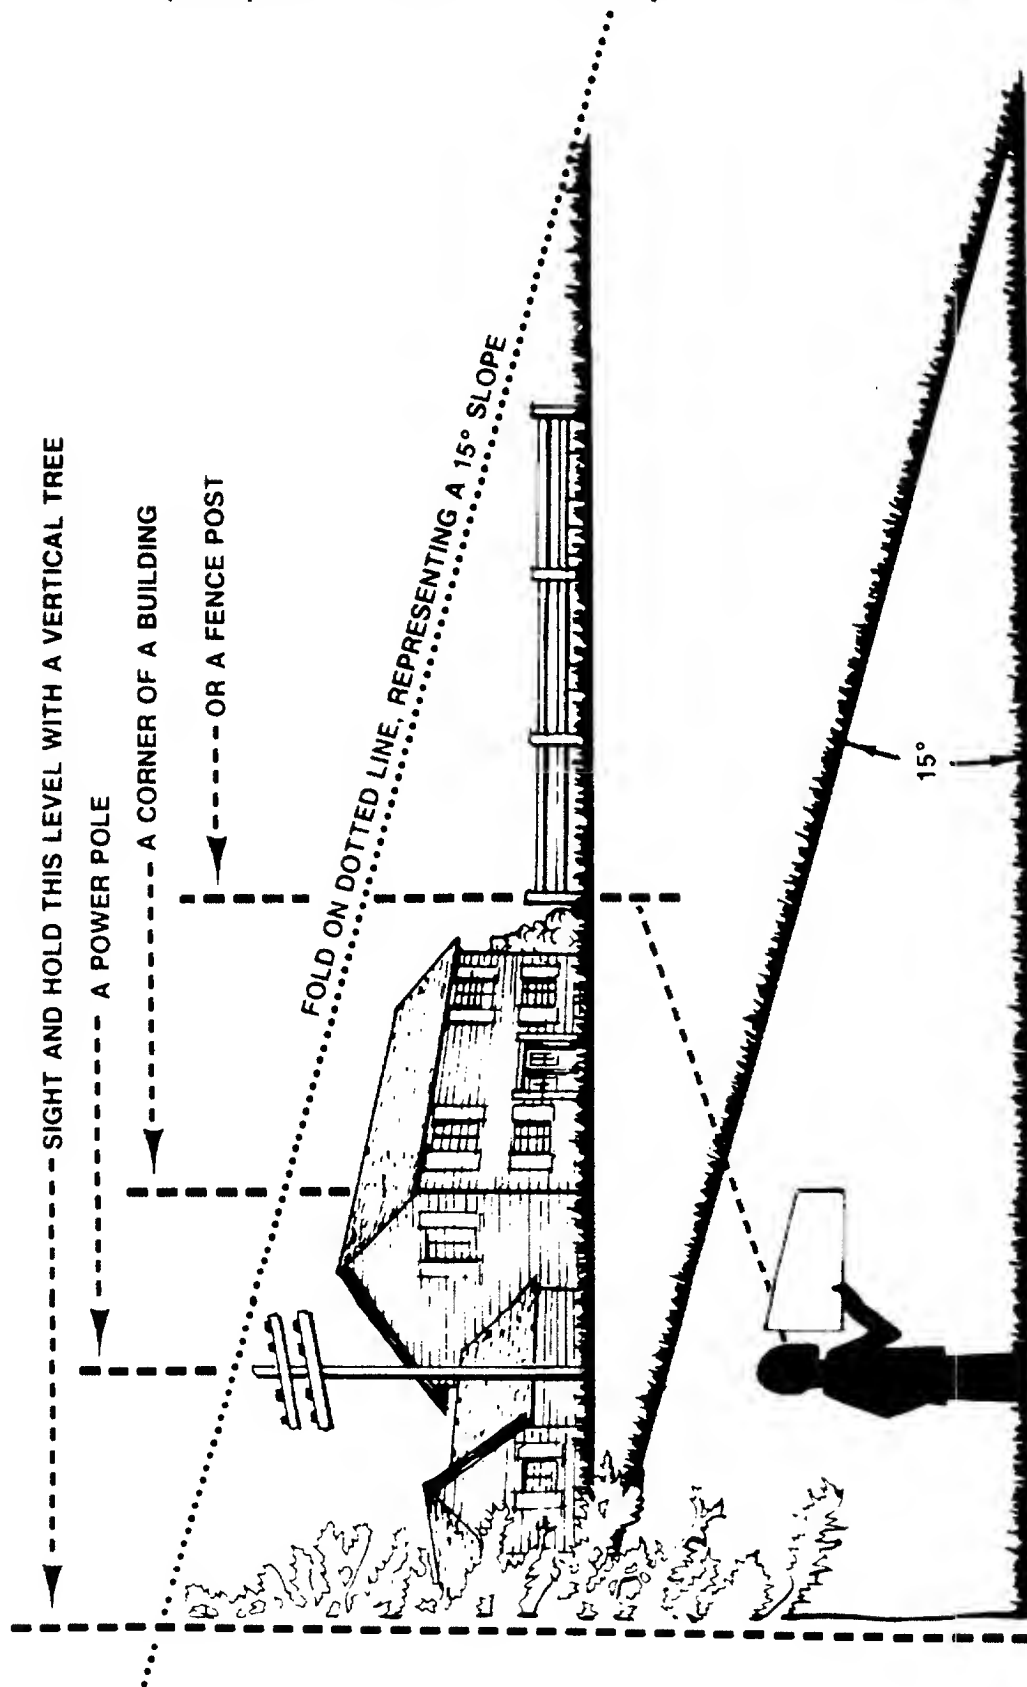 SIGHT AND HOLD THIS LEVEL WITH A VERTICAL TREE
A POWER POLE
A CORNER OF A BUILDING
OR A FENCE POST
FOLD ON DOTTED LINE, REPRESENTING A 15° SLOPE
15°